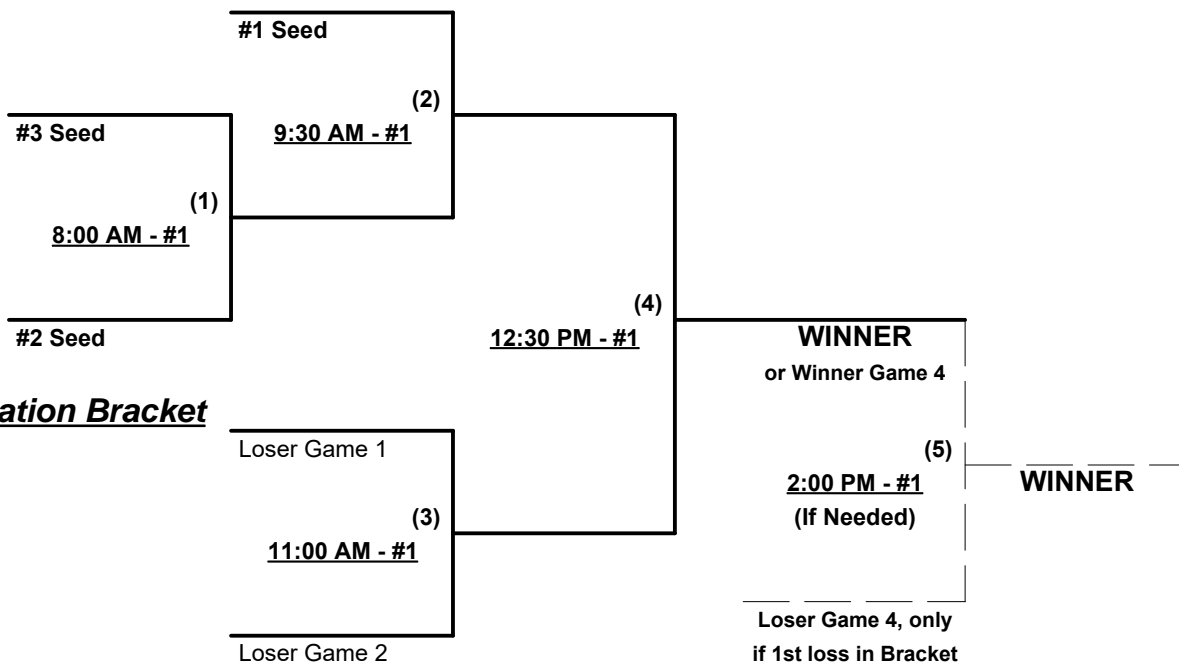 #1 Seed
(2)
9:30 AM - #1
#3 Seed
(1)
8:00 AM - #1
#2 Seed
(4)
12:30 PM - #1
WINNER
or Winner Game 4
ation Bracket
Loser Game 1
(3)
11:00 AM - #1
Loser Game 2
(5)
2:00 PM - #1
(If Needed)
WINNER
Loser Game 4, only
if 1st loss in Bracket